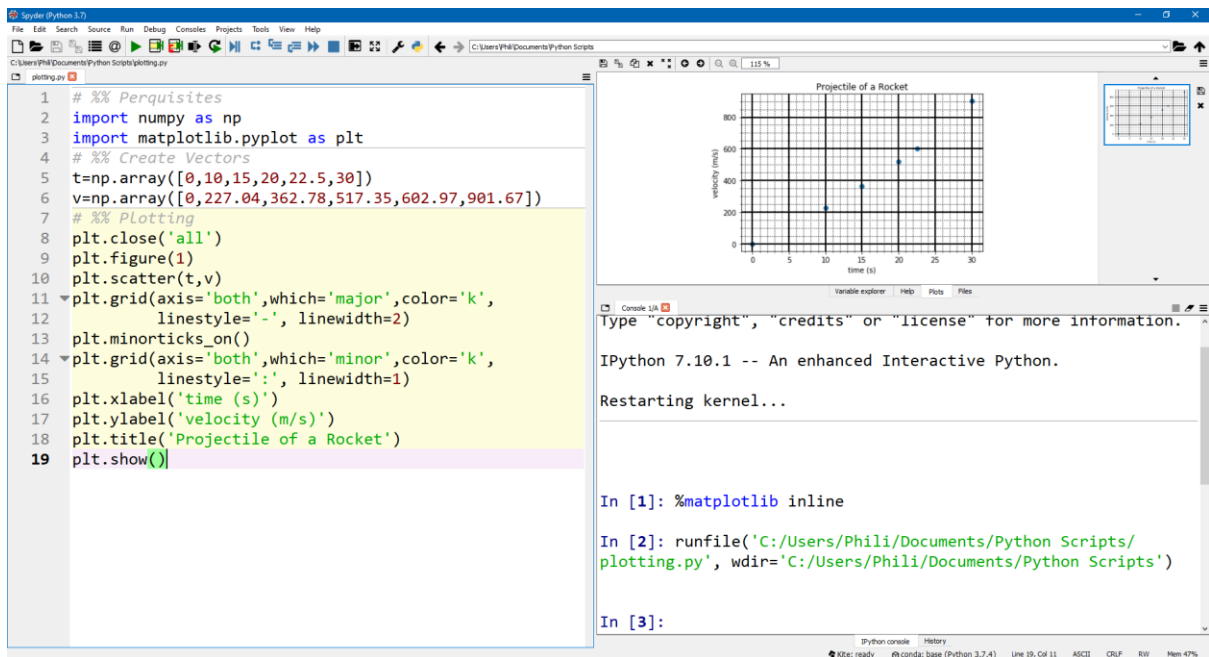 Spyder (Python 3.7)
File Edit Search Source Run Debug Consoles Projects Tools View Help
C:\Users\Phili\Documents\Python Scripts
C:\Users\Phili\Documents\Python Scripts\plotting.py
plotting.py
1 # %% Perquisites
2 import numpy as np
3 import matplotlib.pyplot as plt
4 # %% Create Vectors
5 t=np.array([0,10,15,20,22.5,30])
6 v=np.array([0,227.04,362.78,517.35,602.97,901.67])
7 # %% Plotting
8 plt.close('all')
9 plt.figure(1)
10 plt.scatter(t,v)
11 plt.grid(axis='both',which='major',color='k',
12 linestyle='-', linewidth=2)
13 plt.minorticks_on()
14 plt.grid(axis='both',which='minor',color='k',
15 linestyle=':', linewidth=1)
16 plt.xlabel('time (s)')
17 plt.ylabel('velocity (m/s)')
18 plt.title('Projectile of a Rocket')
19 plt.show()
115 %
Projectile of a Rocket
800
600
400
200
0
velocity (m/s)
0 5 10 15 20 25 30
time (s)
Variable explorer Help Plots Files
Console 1/A
Type "copyright", "credits" or "license" for more information.
IPython 7.10.1 -- An enhanced Interactive Python.
Restarting kernel...
In [1]: %matplotlib inline
In [2]: runfile('C:/Users/Phili/Documents/Python Scripts/
plotting.py', wdir='C:/Users/Phili/Documents/Python Scripts')
In [3]:
IPython console History
Kite: ready conda: base (Python 3.7.4) Line 19, Col 11 ASCII CRLF RW Mem 47%